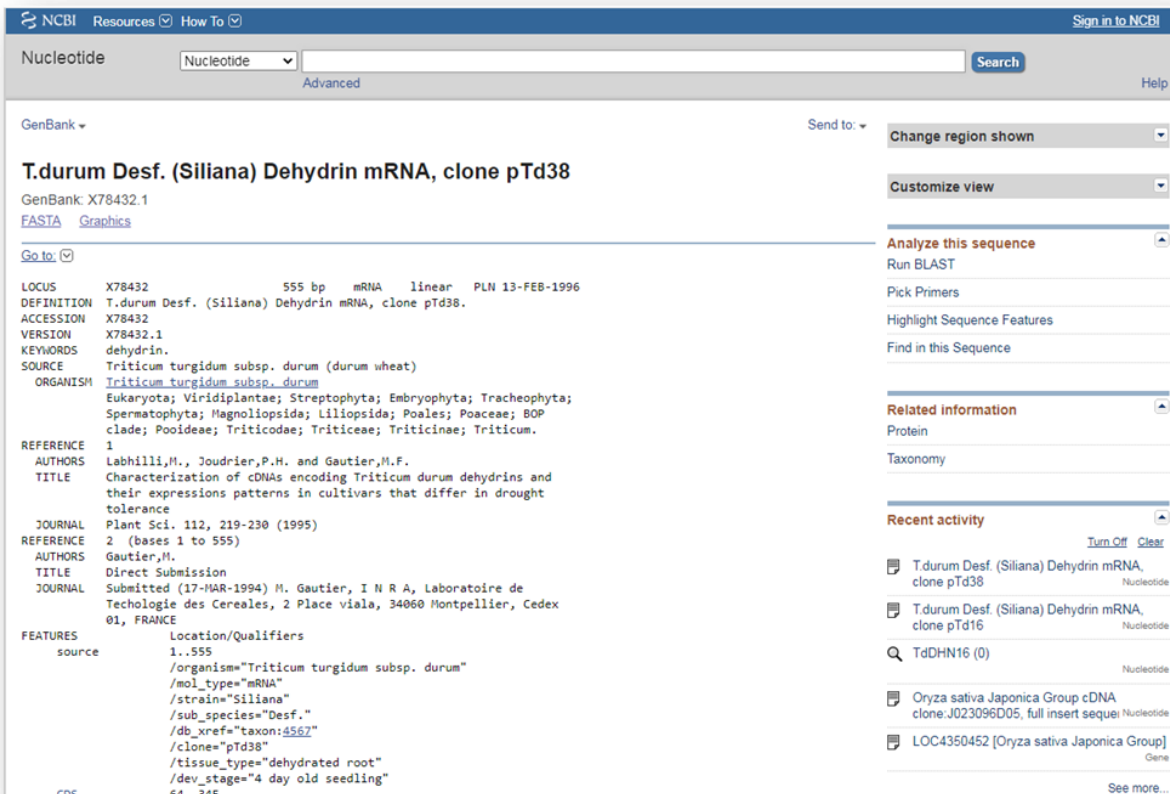 NCBI Resources How To Sign in to NCBI
Nucleotide Nucleotide Search
Advanced Help
GenBank Send to:
T.durum Desf. (Siliana) Dehydrin mRNA, clone pTd38
GenBank: X78432.1
FASTA Graphics
Go to:
LOCUS X78432 555 bp mRNA linear PLN 13-FEB-1996
DEFINITION T.durum Desf. (Siliana) Dehydrin mRNA, clone pTd38.
ACCESSION X78432
VERSION X78432.1
KEYWORDS dehydrin.
SOURCE Triticum turgidum subsp. durum (durum wheat)
ORGANISM Triticum turgidum subsp. durum
Eukaryota; Viridiplantae; Streptophyta; Embryophyta; Tracheophyta;
Spermatophyta; Magnoliopsida; Liliopsida; Poales; Poaceae; BOP
clade; Pooideae; Triticodae; Triticeae; Triticinae; Triticum.
REFERENCE 1
AUTHORS Labhilli,M., Joudrier,P.H. and Gautier,M.F.
TITLE Characterization of cDNAs encoding Triticum durum dehydrins and
their expressions patterns in cultivars that differ in drought
tolerance
JOURNAL Plant Sci. 112, 219-230 (1995)
REFERENCE 2 (bases 1 to 555)
AUTHORS Gautier,M.
TITLE Direct Submission
JOURNAL Submitted (17-MAR-1994) M. Gautier, I N R A, Laboratoire de
Techologie des Cereales, 2 Place viala, 34060 Montpellier, Cedex
01, FRANCE
FEATURES Location/Qualifiers
source 1..555
/organism="Triticum turgidum subsp. durum"
/mol_type="mRNA"
/strain="Siliana"
/sub_species="Desf."
/db_xref="taxon:4567"
/clone="pTd38"
/tissue_type="dehydrated root"
/dev_stage="4 day old seedling"
CDS 64..345
Change region shown
Customize view
Analyze this sequence
Run BLAST
Pick Primers
Highlight Sequence Features
Find in this Sequence
Related information
Protein
Taxonomy
Recent activity
Turn Off Clear
T.durum Desf. (Siliana) Dehydrin mRNA,
clone pTd38 Nucleotide
T.durum Desf. (Siliana) Dehydrin mRNA,
clone pTd16 Nucleotide
TdDHN16 (0)
Nucleotide
Oryza sativa Japonica Group cDNA
clone:J023096D05, full insert seque Nucleotide
LOC4350452 [Oryza sativa Japonica Group]
Gene
See more...